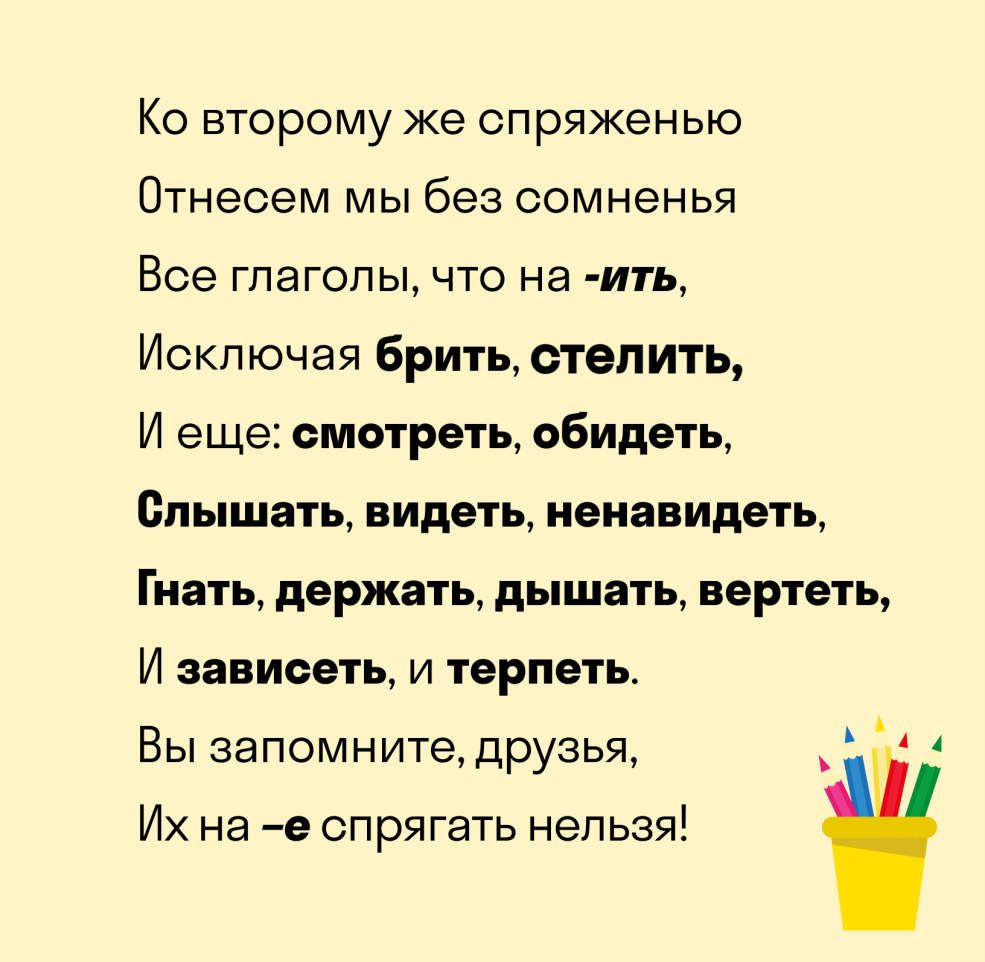 Ко второму же спряженью
Отнесем мы без сомненья
Все глаголы, что на -ить,
Исключая брить, стелить,
И еще: смотреть, обидеть,
Слышать, видеть, ненавидеть,
Гнать, держать, дышать, вертеть,
И зависеть, и терпеть.
Вы запомните, друзья,
Их на –е спрягать нельзя!